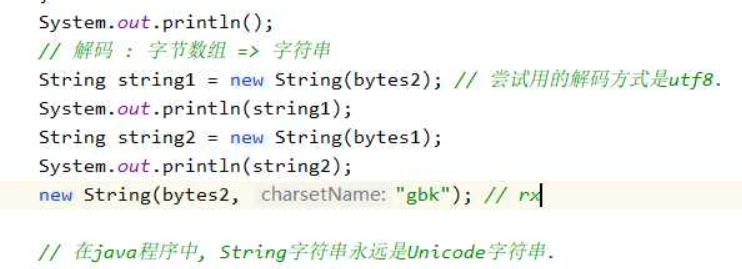 System.out.println();
// 解码 : 字节数组 => 字符串
String string1 = new String(bytes2); // 尝试用的解码方式是utf8.
System.out.println(string1);
String string2 = new String(bytes1);
System.out.println(string2);
new String(bytes2, charsetName: "gbk"); // rx
// 在java程序中, String字符串永远是Unicode字符串.